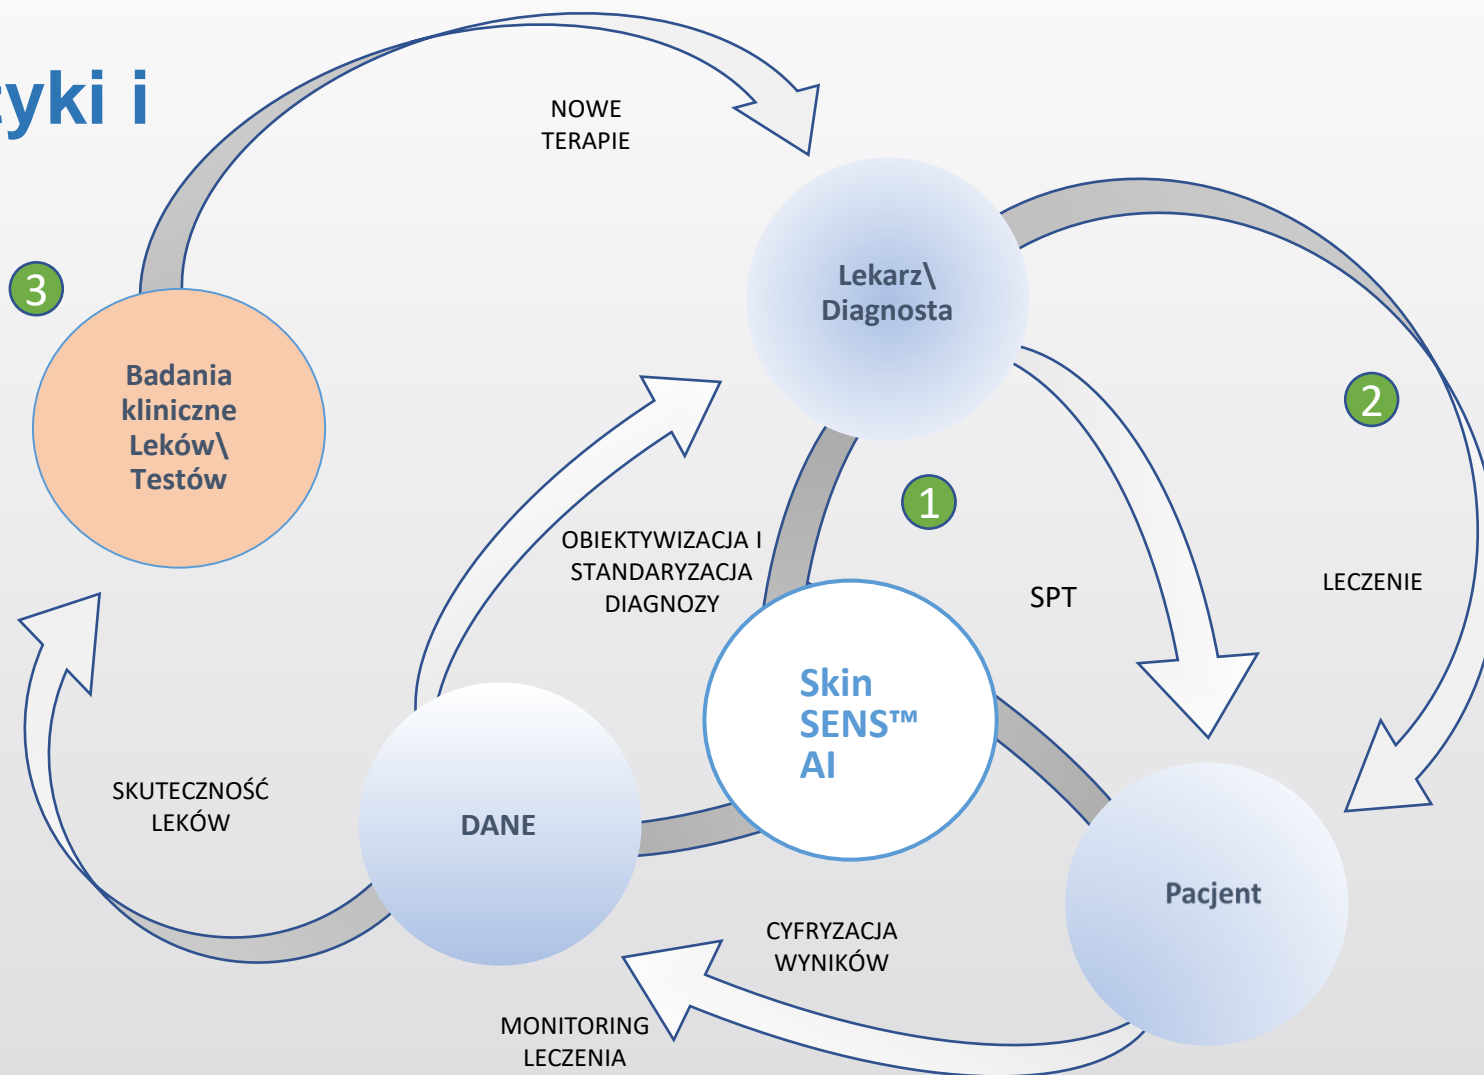 tyki i
NOWE
TERAPIE
3
Lekarz\
Diagnosta
Badania
kliniczne
Leków\
Testów
2
1
OBIEKTYWIZACJA I
STANDARYZACJA
DIAGNOZY
SPT
LECZENIE
Skin
SENS™
AI
SKUTECZNOŚĆ
LEKÓW
DANE
Pacjent
CYFRYZACJA
WYNIKÓW
MONITORING
LECZENIA